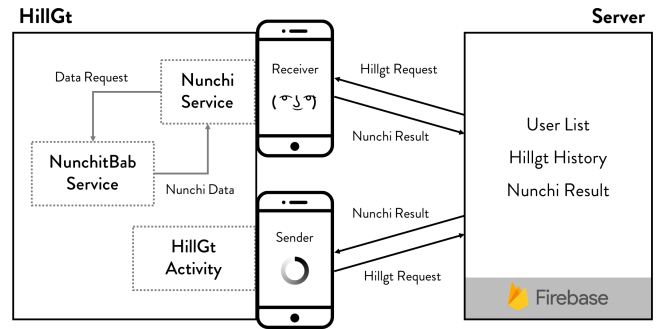 HillGt
Server
Data Request
Nunchi
Service
NunchitBab
Service
Nunchi Data
HillGt
Activity
Receiver
( ͡° ͜ʖ ͡°)
Sender
Hillgt Request
Nunchi Result
Nunchi Result
Hillgt Request
User List
Hillgt History
Nunchi Result
Firebase